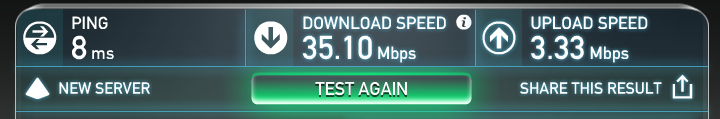 PING
8 ms
DOWNLOAD SPEED
35.10 Mbps
UPLOAD SPEED
3.33 Mbps
NEW SERVER
TEST AGAIN
SHARE THIS RESULT